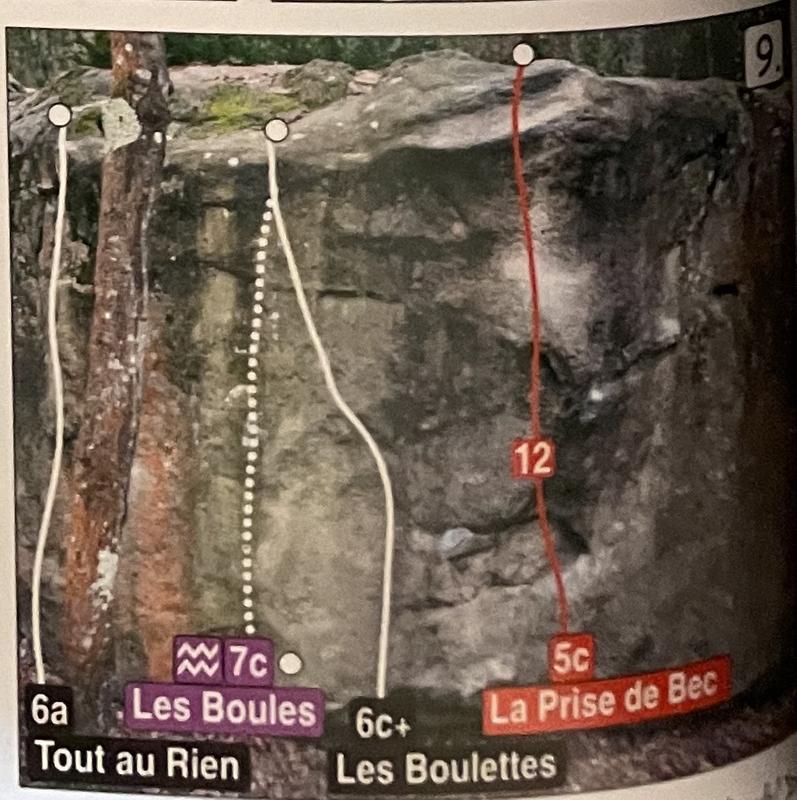 9.
12
7c
5c
Les Boules
La Prise de Bec
6a
6c+
Tout au Rien
Les Boulettes